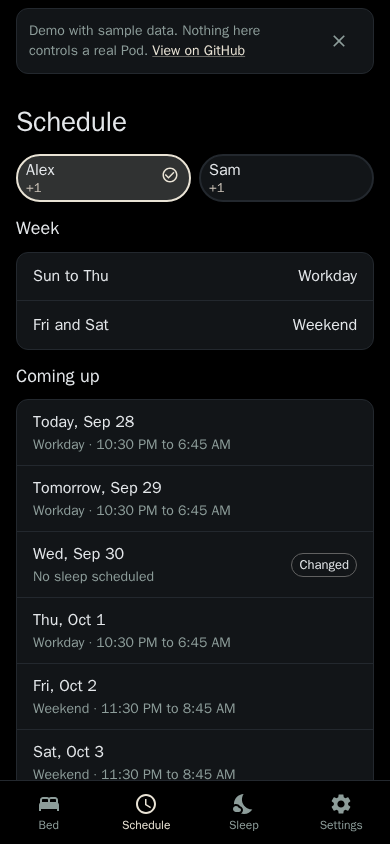 Demo with sample data. Nothing here
controls a real Pod. View on GitHub
Schedule
Alex
+1
Sam
+1
Week
Sun to Thu
Workday
Fri and Sat
Weekend
Coming up
Today, Sep 28
Workday · 10:30 PM to 6:45 AM
Tomorrow, Sep 29
Workday · 10:30 PM to 6:45 AM
Wed, Sep 30
No sleep scheduled
Changed
Thu, Oct 1
Workday · 10:30 PM to 6:45 AM
Fri, Oct 2
Weekend · 11:30 PM to 8:45 AM
Sat, Oct 3
Weekend · 11:30 PM to 8:45 AM
Bed
Schedule
Sleep
Settings